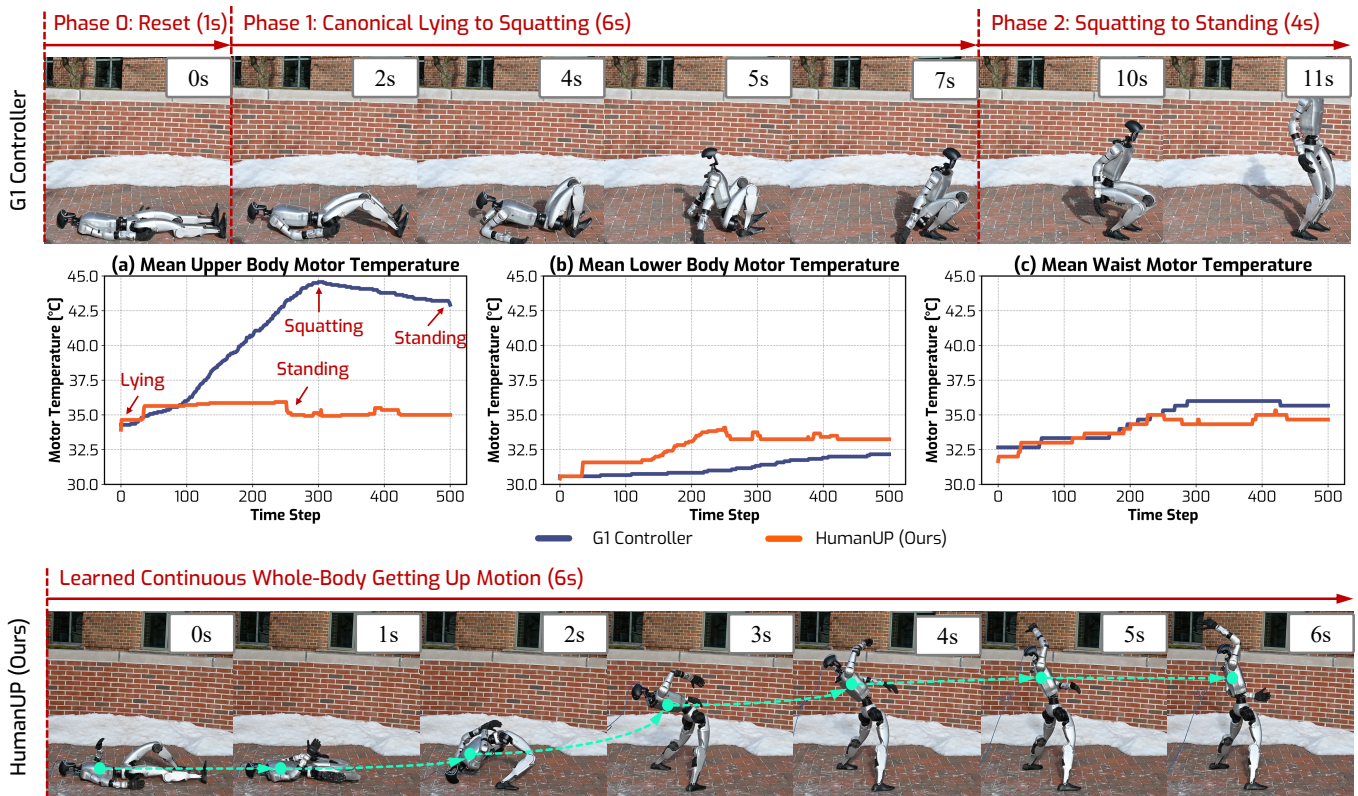 Phase 0: Reset (1s)
Phase 1: Canonical Lying to Squatting (6s)
Phase 2: Squatting to Standing (4s)
G1 Controller
0s
2s
4s
5s
7s
10s
11s
(a) Mean Upper Body Motor Temperature
Motor Temperature [°C]
45.0
42.5
40.0
37.5
35.0
32.5
30.0
Lying
Squatting
Standing
Standing
0 100 200 300 400 500
Time Step
(b) Mean Lower Body Motor Temperature
Motor Temperature [°C]
45.0
42.5
40.0
37.5
35.0
32.5
30.0
0 100 200 300 400 500
Time Step
(c) Mean Waist Motor Temperature
Motor Temperature [°C]
45.0
42.5
40.0
37.5
35.0
32.5
30.0
0 100 200 300 400 500
Time Step
G1 Controller
HumanUP (Ours)
Learned Continuous Whole-Body Getting Up Motion (6s)
HumanUP (Ours)
0s
1s
2s
3s
4s
5s
6s